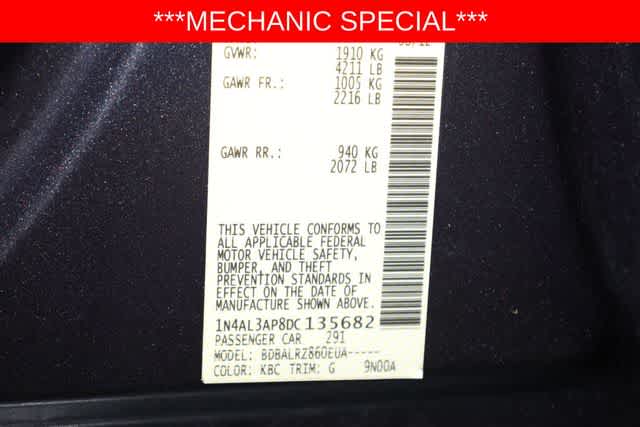 ***MECHANIC SPECIAL***
GVWR: 1910 KG
4211 LB
GAWR FR.: 1005 KG
2216 LB
GAWR RR.: 940 KG
2072 LB
THIS VEHICLE CONFORMS TO
ALL APPLICABLE FEDERAL
MOTOR VEHICLE SAFETY,
BUMPER, AND THEFT
PREVENTION STANDARDS IN
EFFECT ON THE DATE OF
MANUFACTURE SHOWN ABOVE.
1N4AL3AP8DC135682
PASSENGER CAR 291
MODEL: BDBALRZ860EUA-----
COLOR: KBC TRIM: G 9N00A